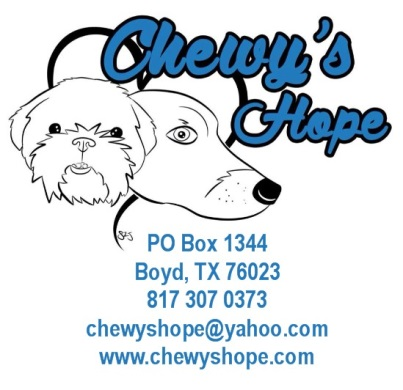 Chewy's
Hope
PO Box 1344
Boyd, TX 76023
817 307 0373
chewyshope@yahoo.com
www.chewyshope.com